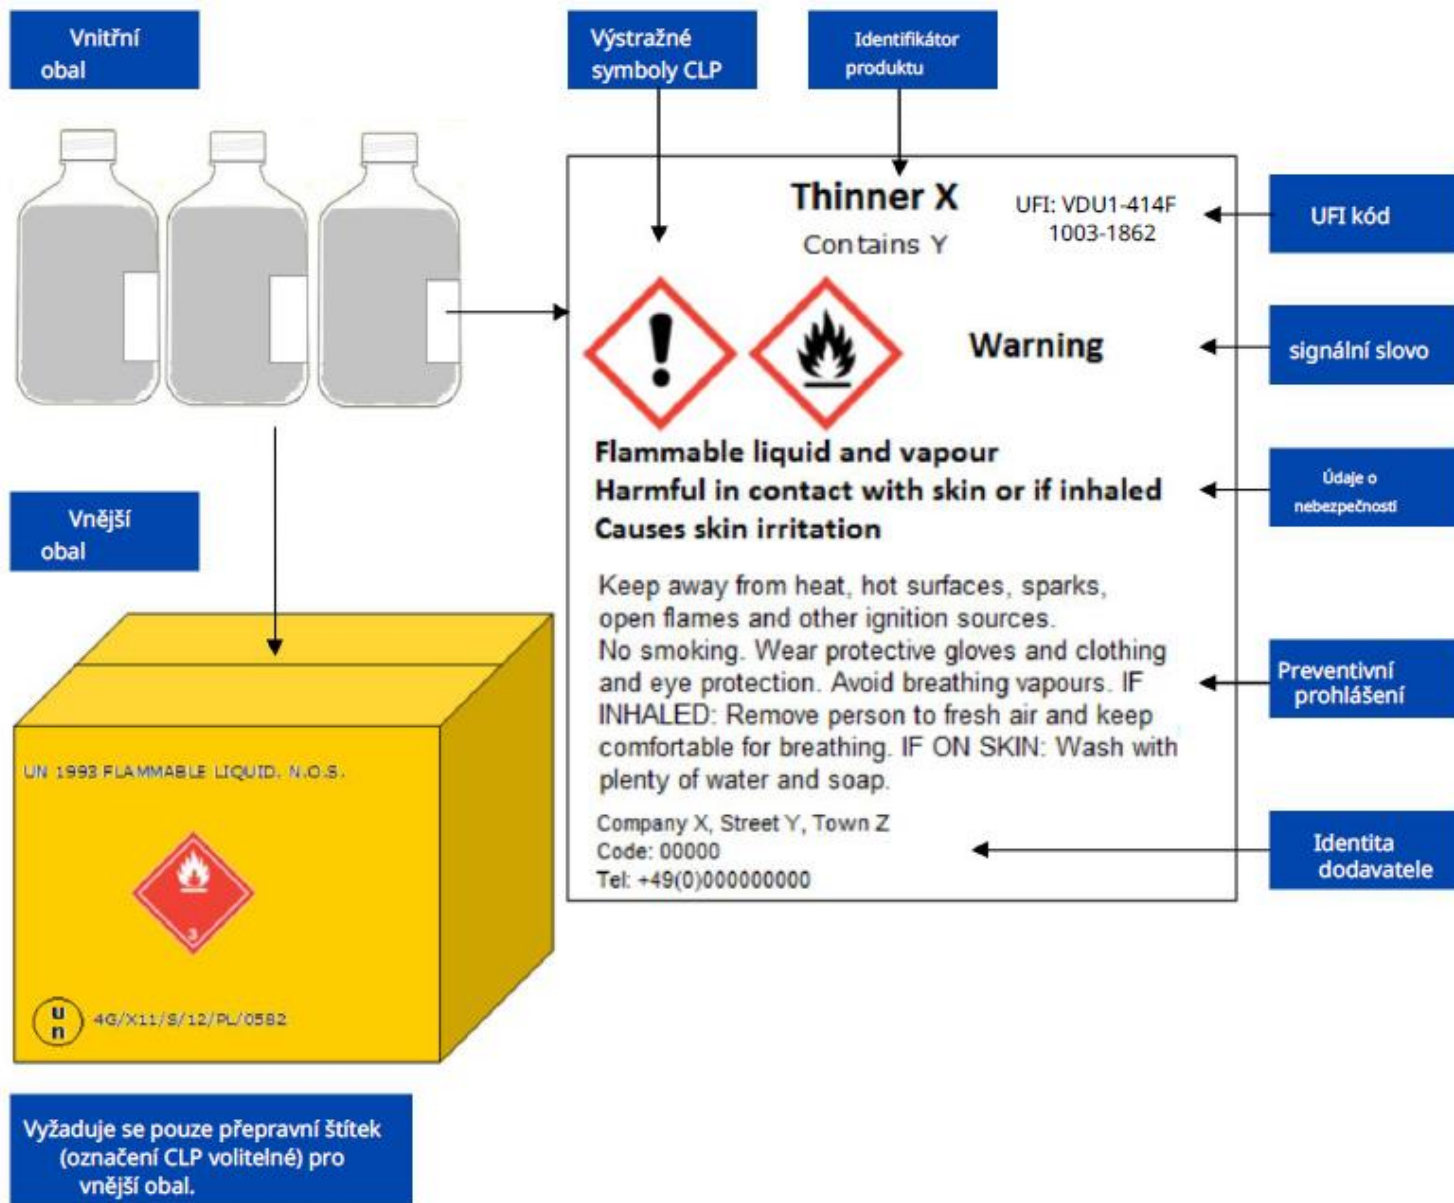 Vnitřní
obal
Výstražné
symboly CLP
Identifikátor
produktu
Thinner X
Contains Y
UFI: VDU1-414F
1003-1862
UFI kód
Warning
signální slovo
Flammable liquid and vapour
Harmful in contact with skin or if inhaled
Causes skin irritation
Údaje o
nebezpečnosti
Vnější
obal
Keep away from heat, hot surfaces, sparks,
open flames and other ignition sources.
No smoking. Wear protective gloves and clothing
and eye protection. Avoid breathing vapours. IF
INHALED: Remove person to fresh air and keep
comfortable for breathing. IF ON SKIN: Wash with
plenty of water and soap.
Preventivní
prohlášení
Company X, Street Y, Town Z
Code: 00000
Tel: +49(0)000000000
Identita
dodavatele
UN 1993 FLAMMABLE LIQUID. N.O.S.
3
u
n
4G/X11/S/12/PL/0582
Vyžaduje se pouze přepravní štítek
(označení CLP volitelné) pro
vnější obal.